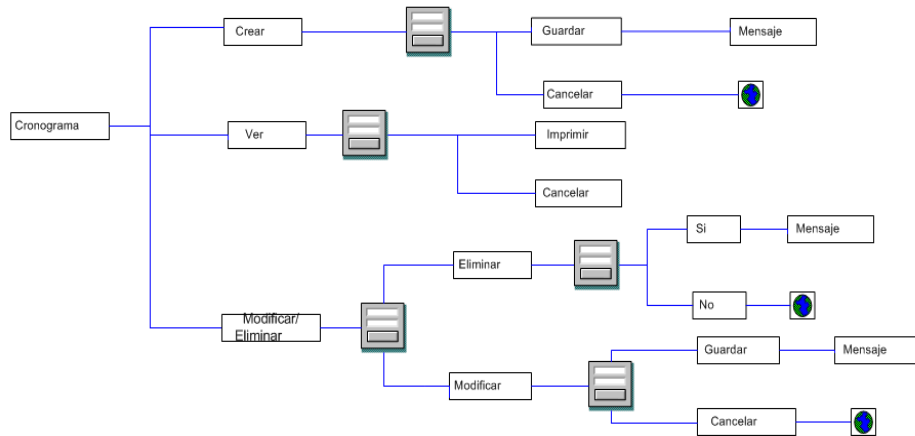 Crear
Guardar
Mensaje
Cancelar
Cronograma
Ver
Imprimir
Cancelar
Si
Mensaje
Eliminar
No
Modificar/
Eliminar
Guardar
Mensaje
Modificar
Cancelar